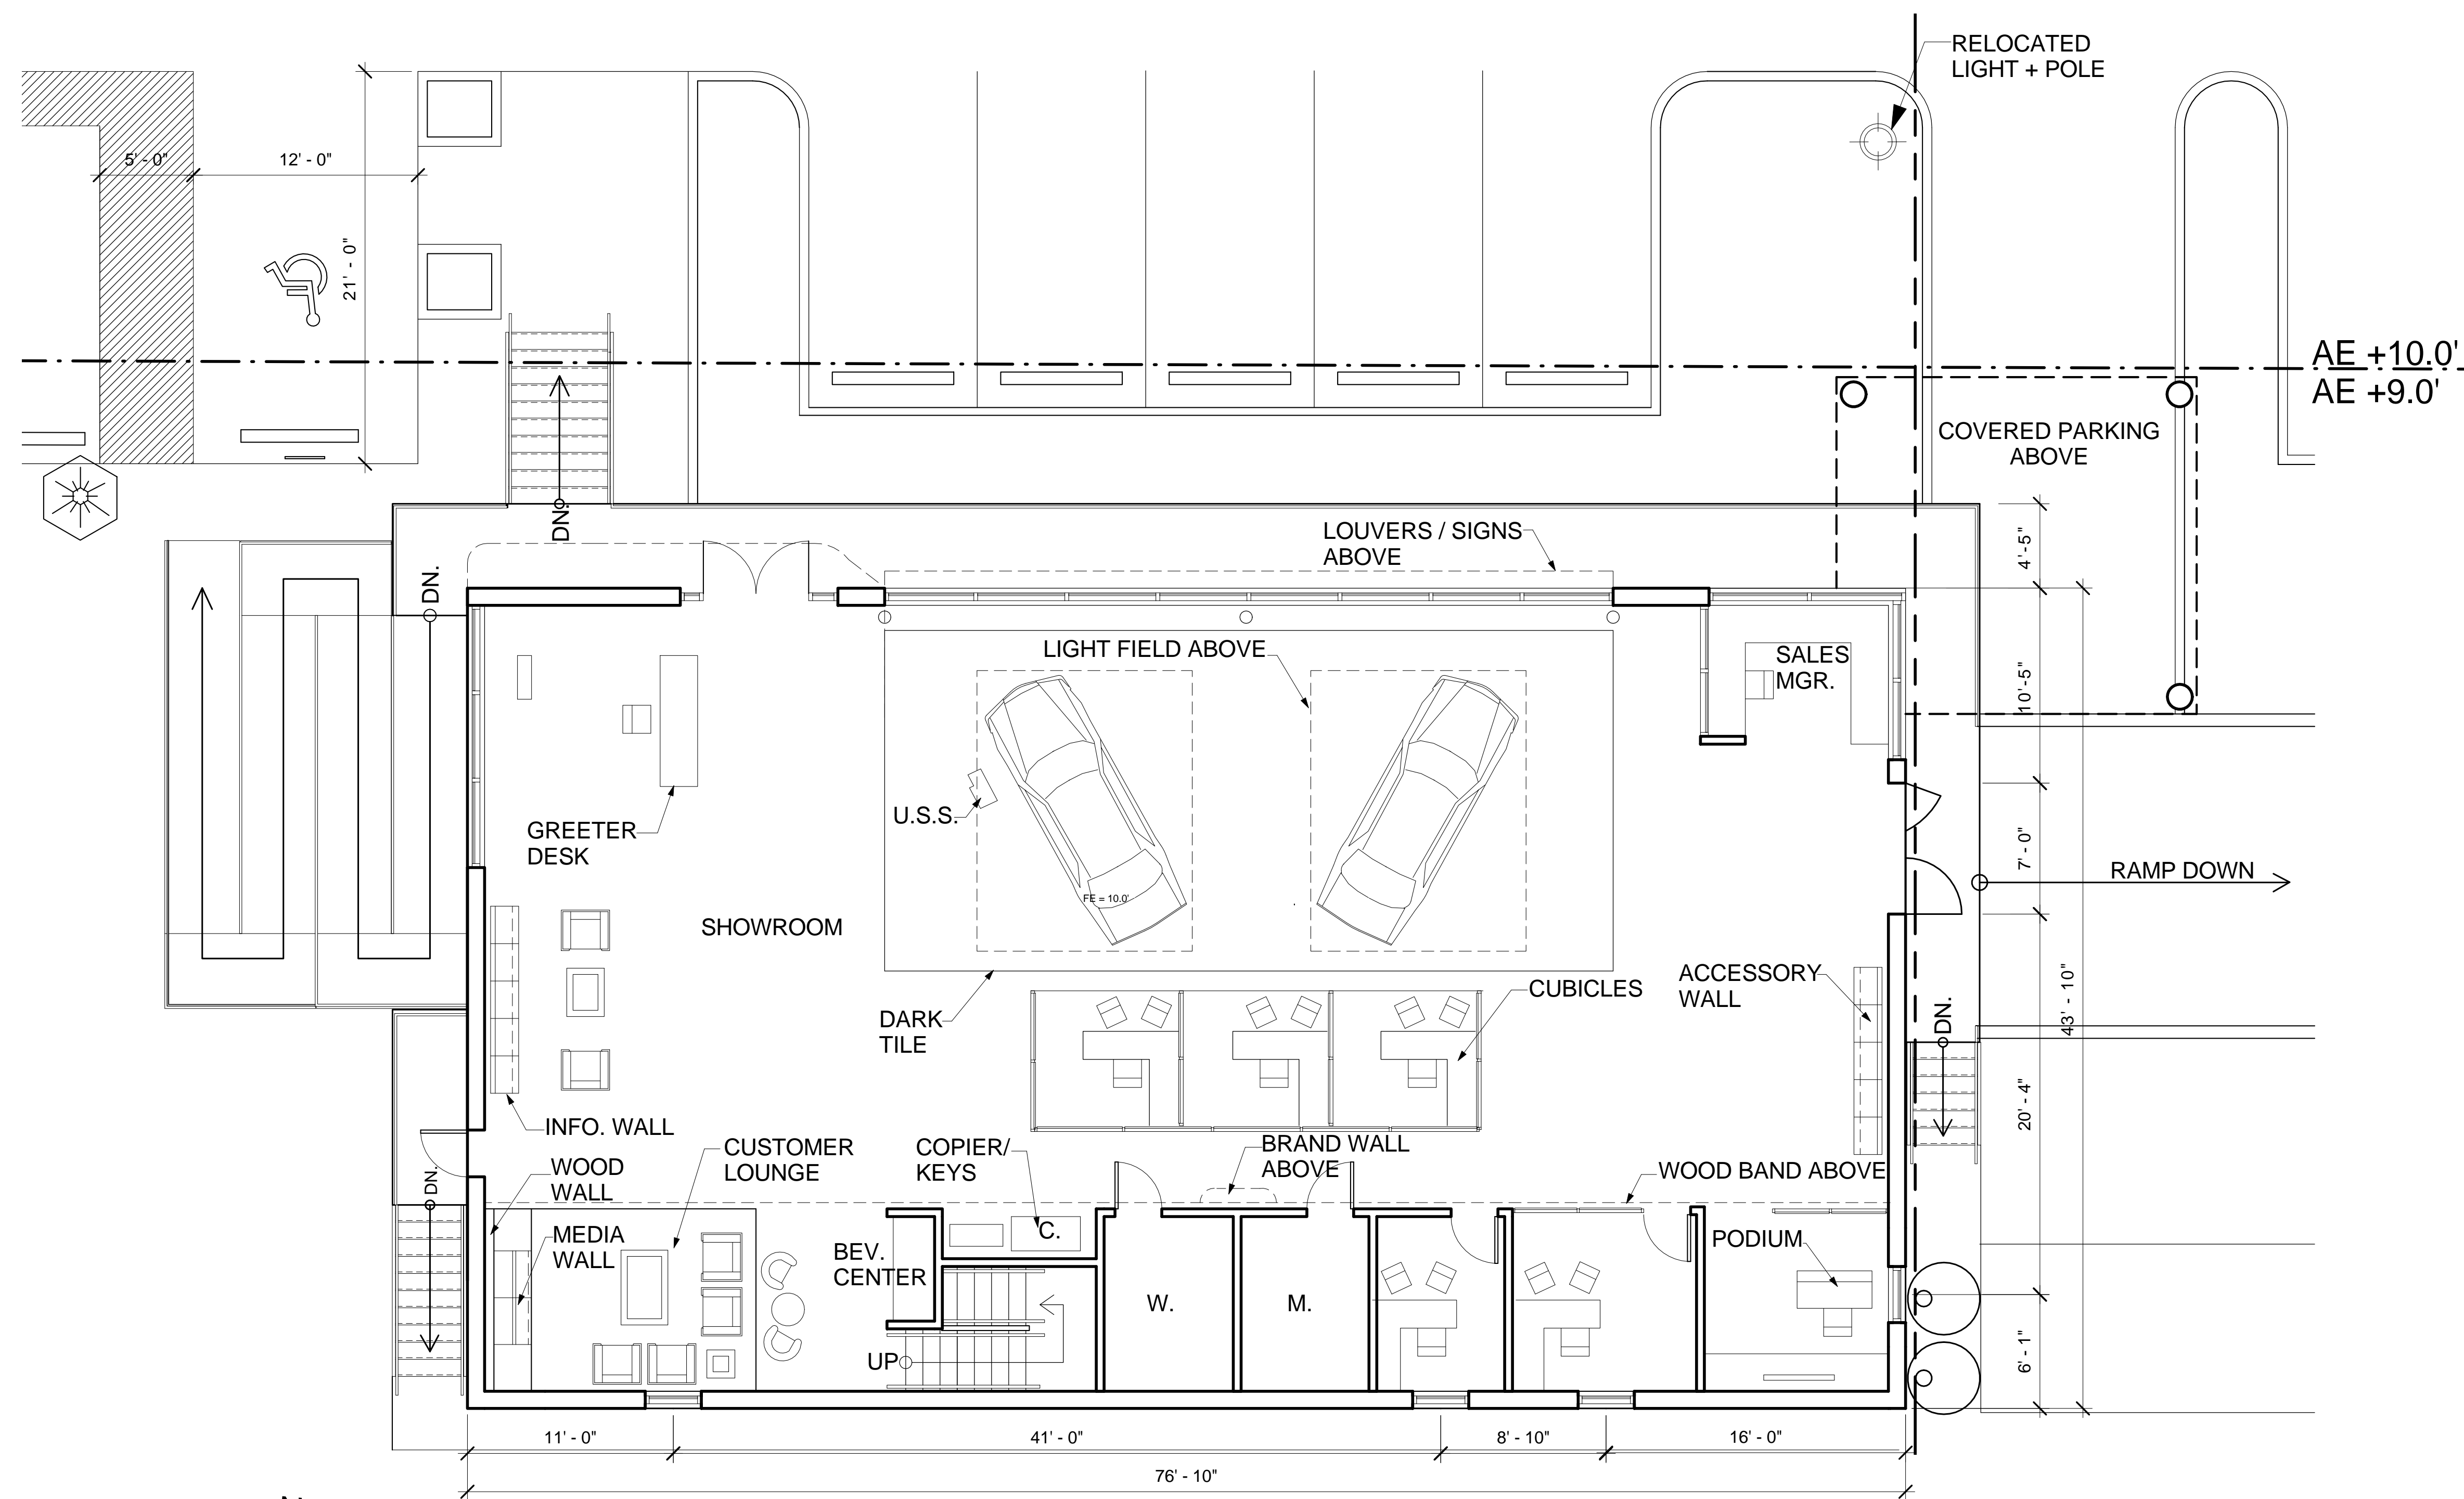 RELOCATED
LIGHT + POLE
5' - 0"
12' - 0"
21' - 0"
AE +10.0'
AE +9.0'
COVERED PARKING
ABOVE
DN.
DN.
LOUVERS / SIGNS
ABOVE
4'-5"
LIGHT FIELD ABOVE
SALES
MGR.
10'-5"
U.S.S.
GREETER
DESK
7' - 0"
RAMP DOWN
FE = 10.0'
SHOWROOM
ACCESSORY
WALL
CUBICLES
43' - 10"
DARK
TILE
DN.
20' - 4"
INFO. WALL
CUSTOMER
LOUNGE
COPIER/
KEYS
BRAND WALL
ABOVE
WOOD
WALL
DN.
WOOD BAND ABOVE
MEDIA
WALL
C.
BEV.
CENTER
PODIUM
W.
M.
UP
6' - 1"
11' - 0"
41' - 0"
8' - 10"
16' - 0"
76' - 10"